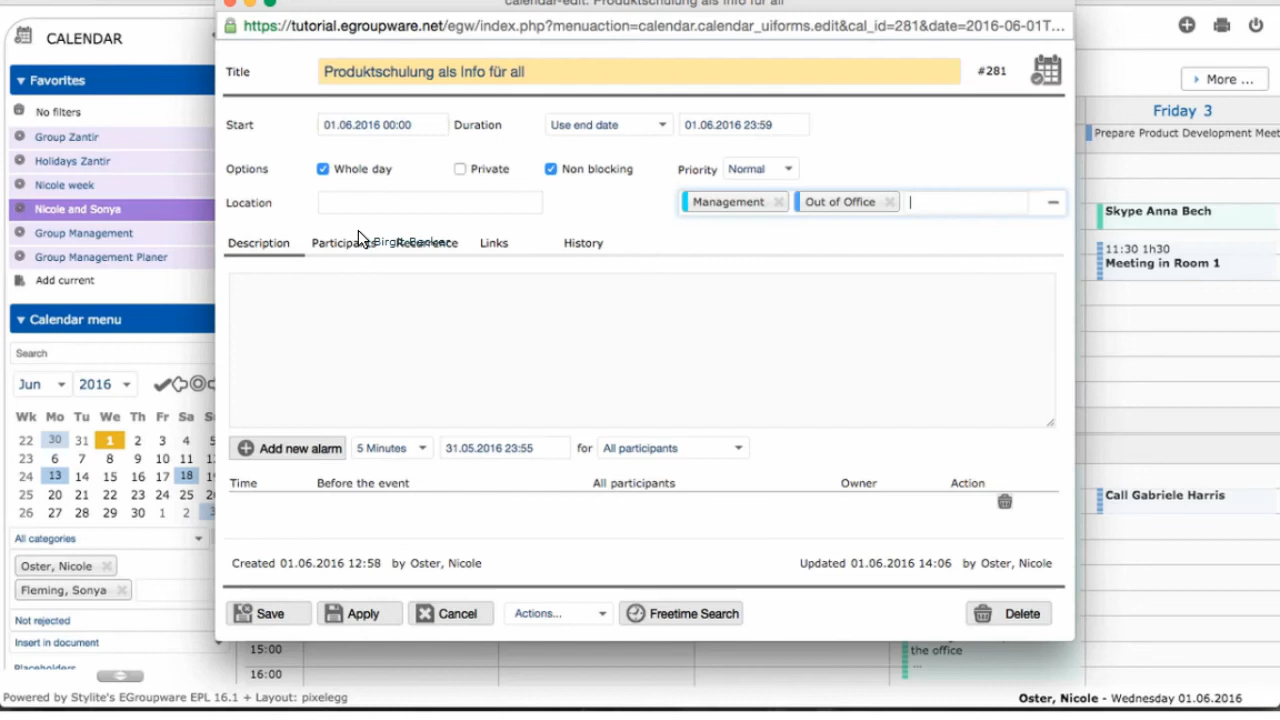 calendar-edit: Produktschulung als Info für all
https://tutorial.egroupware.net/egw/index.php?menuaction=calendar.calendar_uiforms.edit&cal_id=281&date=2016-06-01T...
CALENDAR
Favorites
No filters
Group Zantir
Holidays Zantir
Nicole week
Nicole and Sonya
Group Management
Group Management Planer
Add current
Calendar menu
Search
Jun 2016
Wk Mo Tu We Th Fr Sa
22 30 31 1 2 3 4 5
23 6 7 8 9 10 11
24 13 14 15 16 17 18
25 20 21 22 23 24 25
26 27 28 29 30 1 2 3
All categories
Oster, Nicole
Fleming, Sonya
Not rejected
Insert in document
Placeholders
Title Produktschulung als Info für all #281
Start 01.06.2016 00:00 Duration Use end date 01.06.2016 23:59
Options Whole day Private Non blocking Priority Normal
Location Management Out of Office
Description Participants Recurrence Links History
Birgit Becker
Add new alarm 5 Minutes 31.05.2016 23:55 for All participants
Time Before the event All participants Owner Action
Created 01.06.2016 12:58 by Oster, Nicole Updated 01.06.2016 14:06 by Oster, Nicole
Save Apply Cancel Actions... Freetime Search Delete
More ...
Friday 3
Prepare Product Development Meet
Skype Anna Bech
11:30 1h30
Meeting in Room 1
Call Gabriele Harris
15:00
the office
...
16:00
Powered by Stylite's EGroupware EPL 16.1 + Layout: pixelegg
Oster, Nicole - Wednesday 01.06.2016